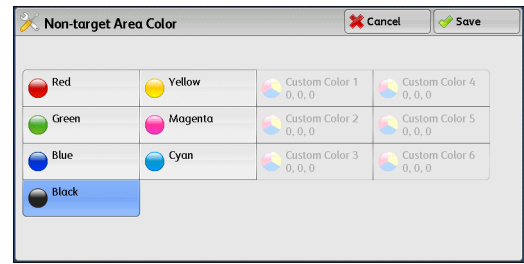 Non-target Area Color
Cancel
Save
Red
Yellow
Custom Color 1
0, 0, 0
Custom Color 4
0, 0, 0
Green
Magenta
Custom Color 2
0, 0, 0
Custom Color 5
0, 0, 0
Blue
Cyan
Custom Color 3
0, 0, 0
Custom Color 6
0, 0, 0
Black